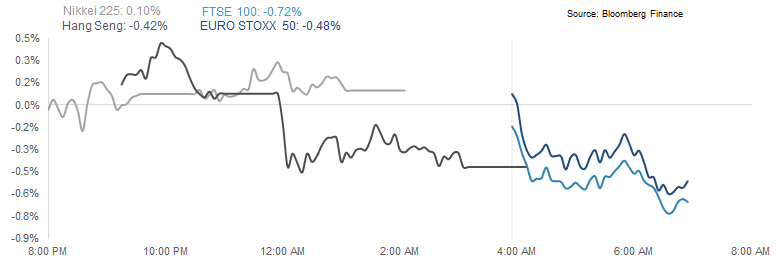 Nikkei 225: 0.10% FTSE 100: -0.72%
Hang Seng: -0.42% EURO STOXX 50: -0.48%
Source: Bloomberg Finance
0.5%
0.3%
0.2%
0.0%
-0.2%
-0.3%
-0.5%
-0.6%
-0.8%
-0.9%
8:00 PM 10:00 PM 12:00 AM 2:00 AM 4:00 AM 6:00 AM 8:00 AM